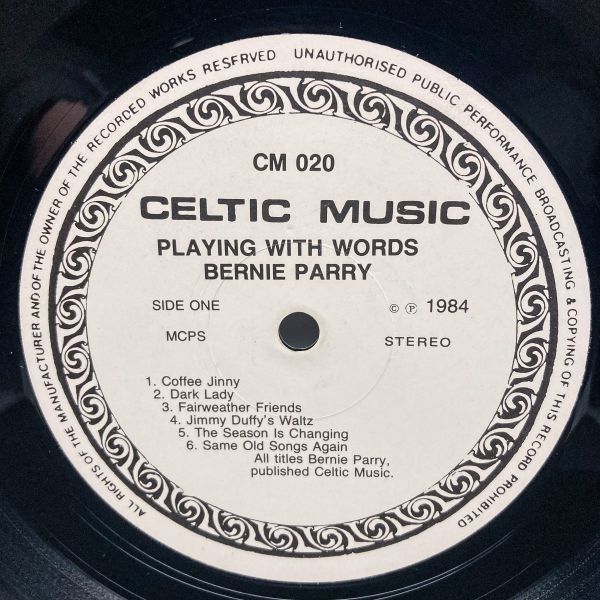 ALL RIGHTS OF THE MANUFACTURER AND OF THE OWNER OF THE RECORDED WORKS RESERVED UNAUTHORISED PUBLIC PERFORMANCE BROADCASTING & COPYING OF THIS RECORD PROHIBITED
CM 020
CELTIC MUSIC
PLAYING WITH WORDS
BERNIE PARRY
SIDE ONE © ℗ 1984
MCPS STEREO
1. Coffee Jinny
2. Dark Lady
3. Fairweather Friends
4. Jimmy Duffy's Waltz
5. The Season Is Changing
6. Same Old Songs Again
All titles Bernie Parry,
published Celtic Music.